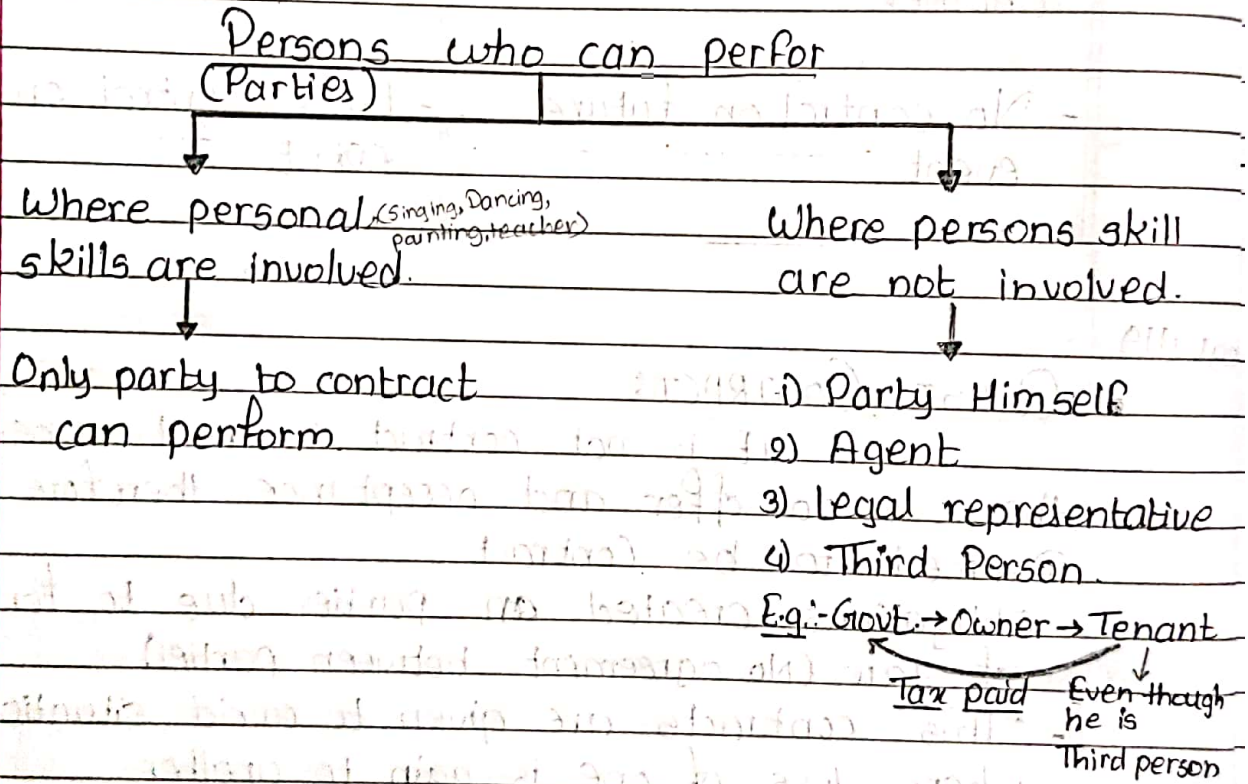 Persons who can perfor
(Parties)
Where personal (Singing, Dancing,
painting, teacher)
skills are involved.
Only party to contract
can perform
Where persons skill
are not involved.
1) Party Himself
2) Agent
3) Legal representative
4) Third Person.
E.g:- Govt. → Owner → Tenant
Tax paid
Even though
he is
Third person